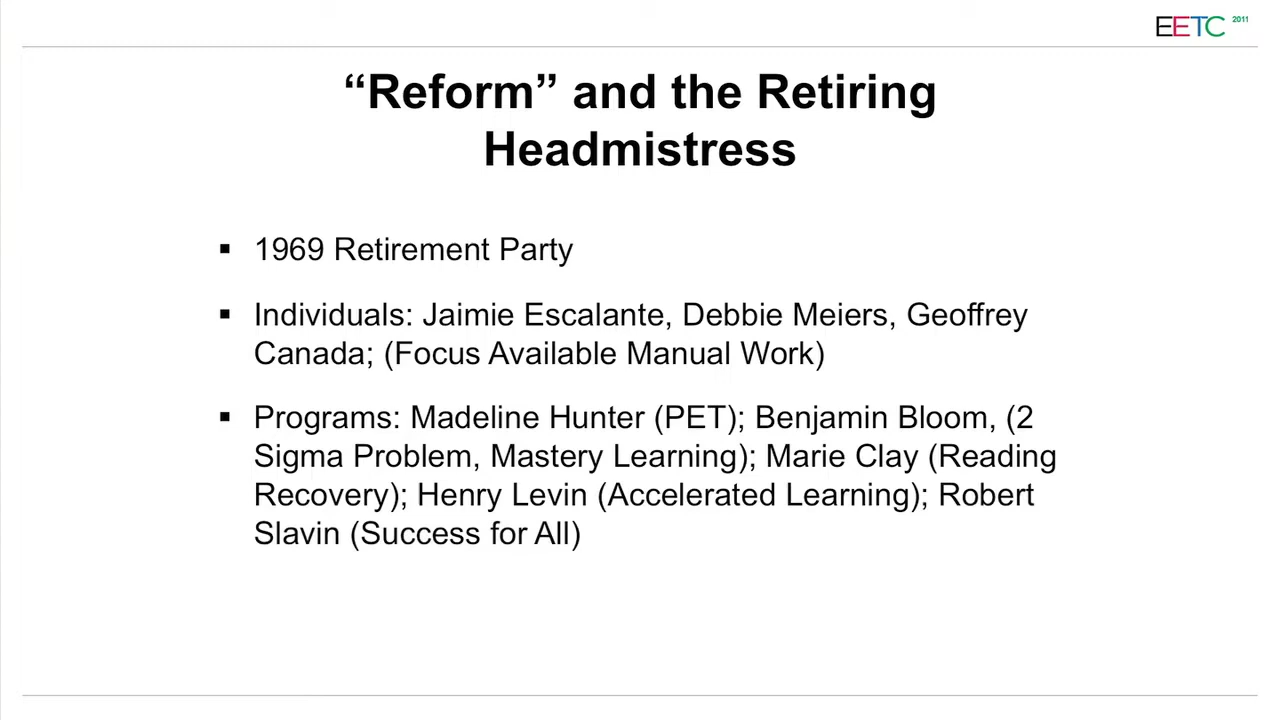 EETC 2011
“Reform” and the Retiring
Headmistress
▪ 1969 Retirement Party
▪ Individuals: Jaimie Escalante, Debbie Meiers, Geoffrey
Canada; (Focus Available Manual Work)
▪ Programs: Madeline Hunter (PET); Benjamin Bloom, (2
Sigma Problem, Mastery Learning); Marie Clay (Reading
Recovery); Henry Levin (Accelerated Learning); Robert
Slavin (Success for All)